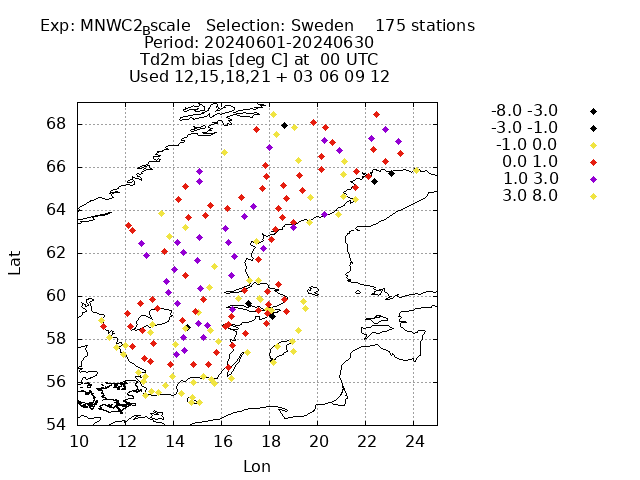 Exp: MNWC2Bscale   Selection: Sweden    175 stations
Period: 20240601-20240630
Td2m bias [deg C] at  00 UTC
Used 12,15,18,21 + 03 06 09 12
-8.0 -3.0
-3.0 -1.0
-1.0 0.0
0.0 1.0
1.0 3.0
3.0 8.0
68
66
64
62
60
58
56
54
Lat
10 12 14 16 18 20 22 24
Lon